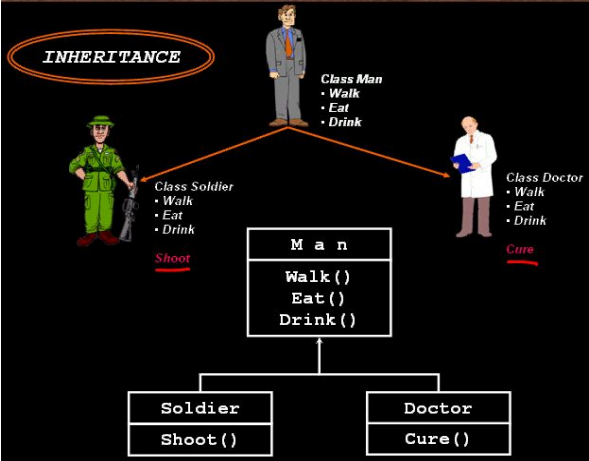 INHERITANCE
Class Man
• Walk
• Eat
• Drink
Class Soldier
• Walk
• Eat
• Drink
Shoot
Class Doctor
• Walk
• Eat
• Drink
Cure
M a n
Walk()
Eat()
Drink()
Soldier
Shoot()
Doctor
Cure()